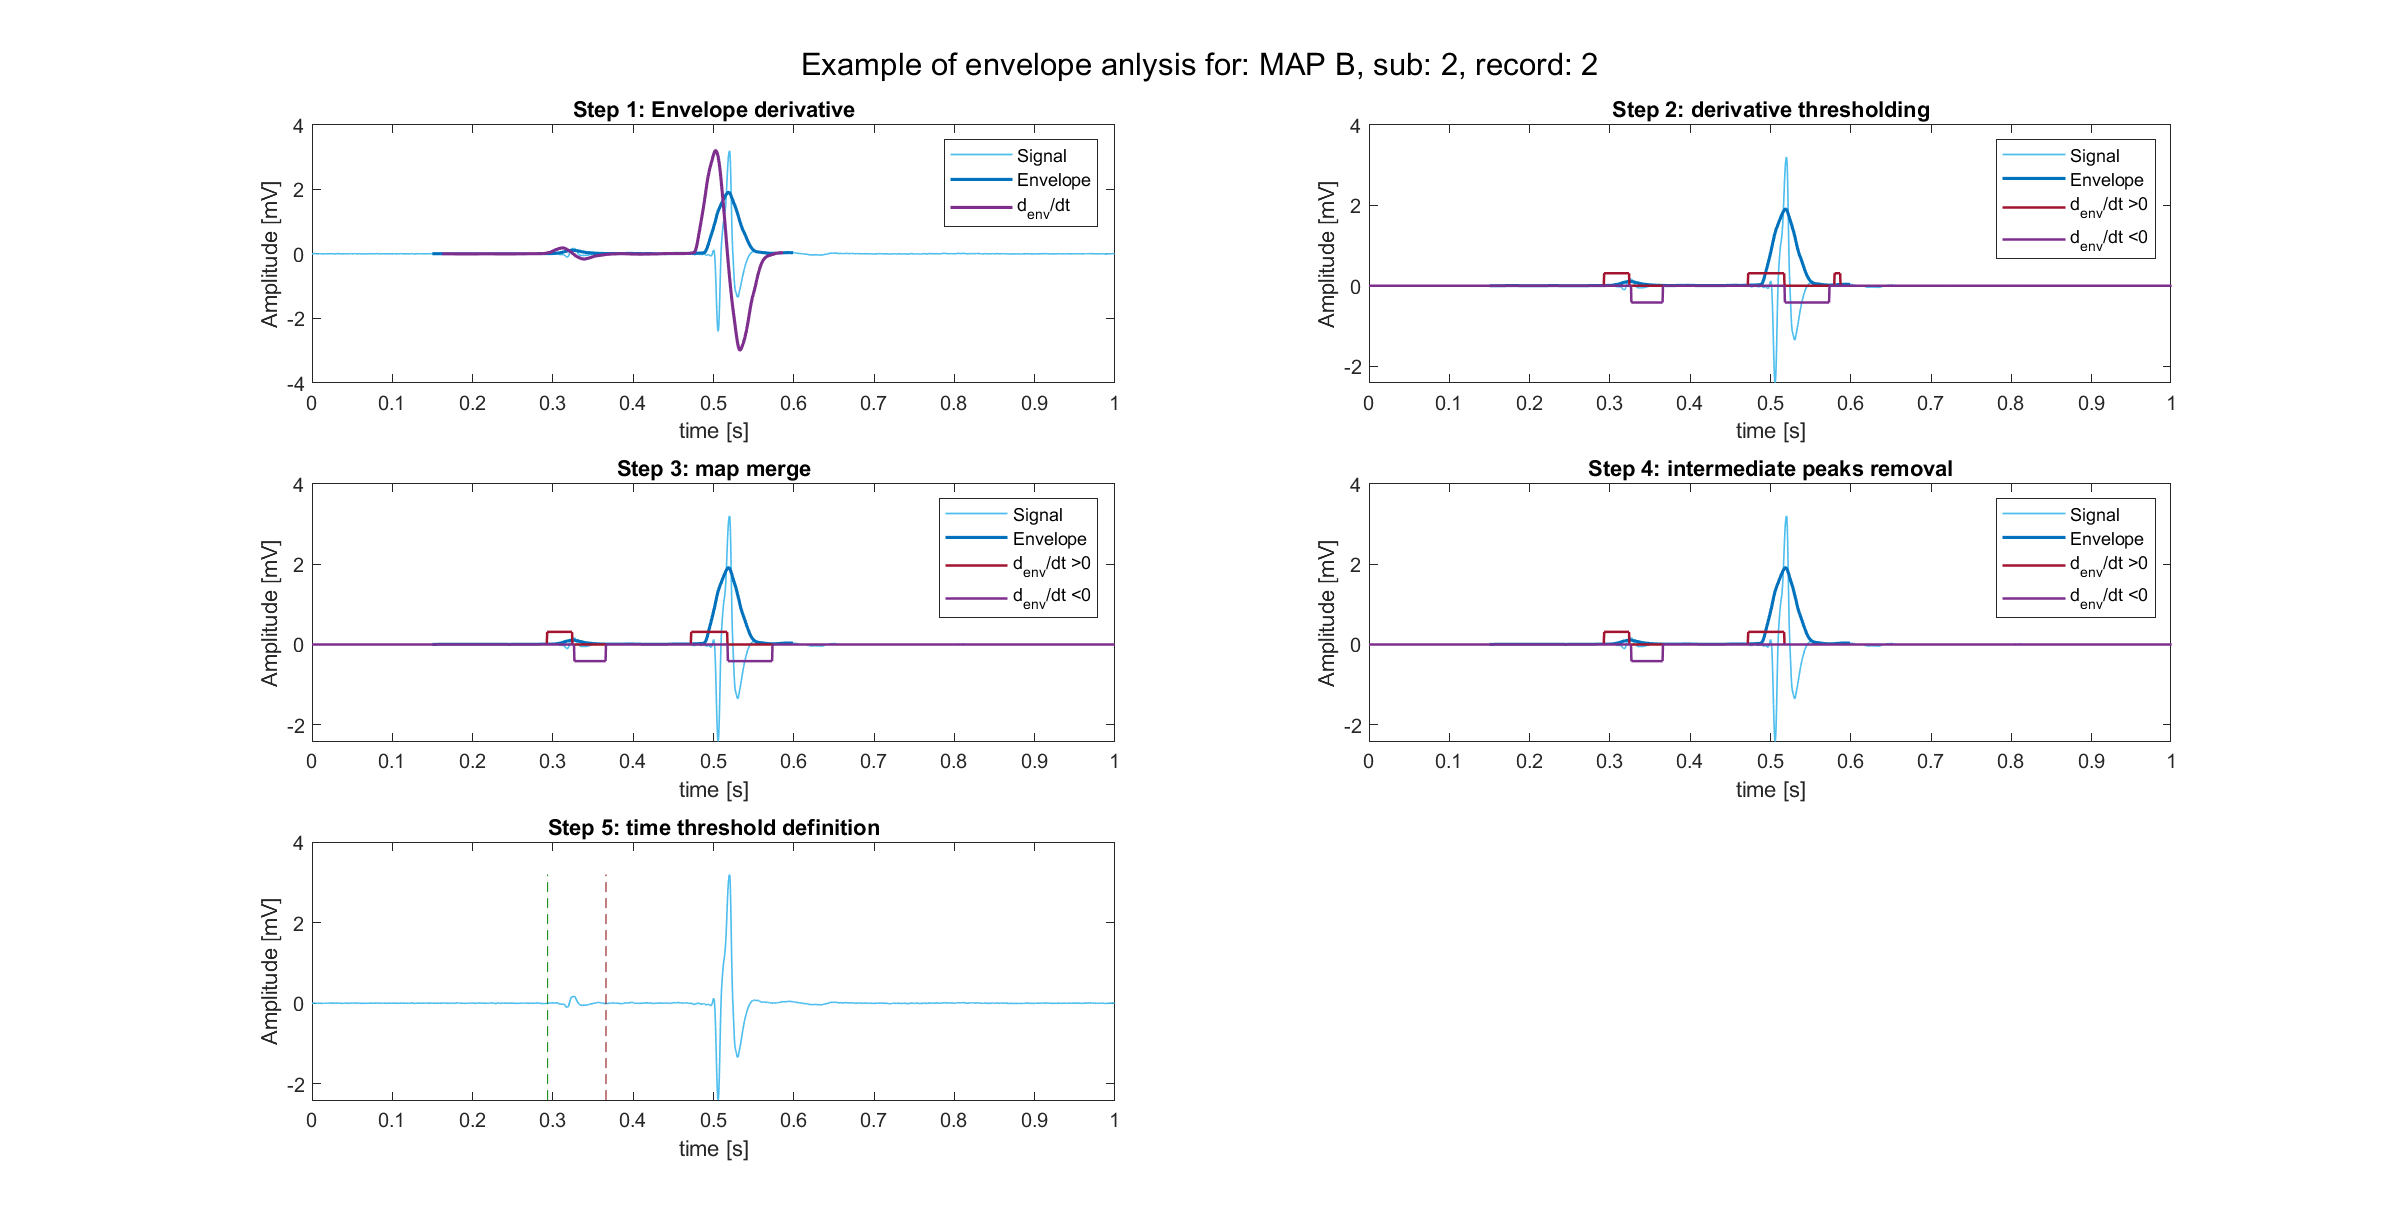 Example of envelope anlysis for: MAP B, sub: 2, record: 2
Step 1: Envelope derivative
4
2
0
-2
-4
Amplitude [mV]
0 0.1 0.2 0.3 0.4 0.5 0.6 0.7 0.8 0.9 1
time [s]
Signal
Envelope
d_env/dt
Step 2: derivative thresholding
4
2
0
-2
Amplitude [mV]
0 0.1 0.2 0.3 0.4 0.5 0.6 0.7 0.8 0.9 1
time [s]
Signal
Envelope
d_env/dt >0
d_env/dt <0
Step 3: map merge
4
2
0
-2
Amplitude [mV]
0 0.1 0.2 0.3 0.4 0.5 0.6 0.7 0.8 0.9 1
time [s]
Signal
Envelope
d_env/dt >0
d_env/dt <0
Step 4: intermediate peaks removal
4
2
0
-2
Amplitude [mV]
0 0.1 0.2 0.3 0.4 0.5 0.6 0.7 0.8 0.9 1
time [s]
Signal
Envelope
d_env/dt >0
d_env/dt <0
Step 5: time threshold definition
4
2
0
-2
Amplitude [mV]
0 0.1 0.2 0.3 0.4 0.5 0.6 0.7 0.8 0.9 1
time [s]